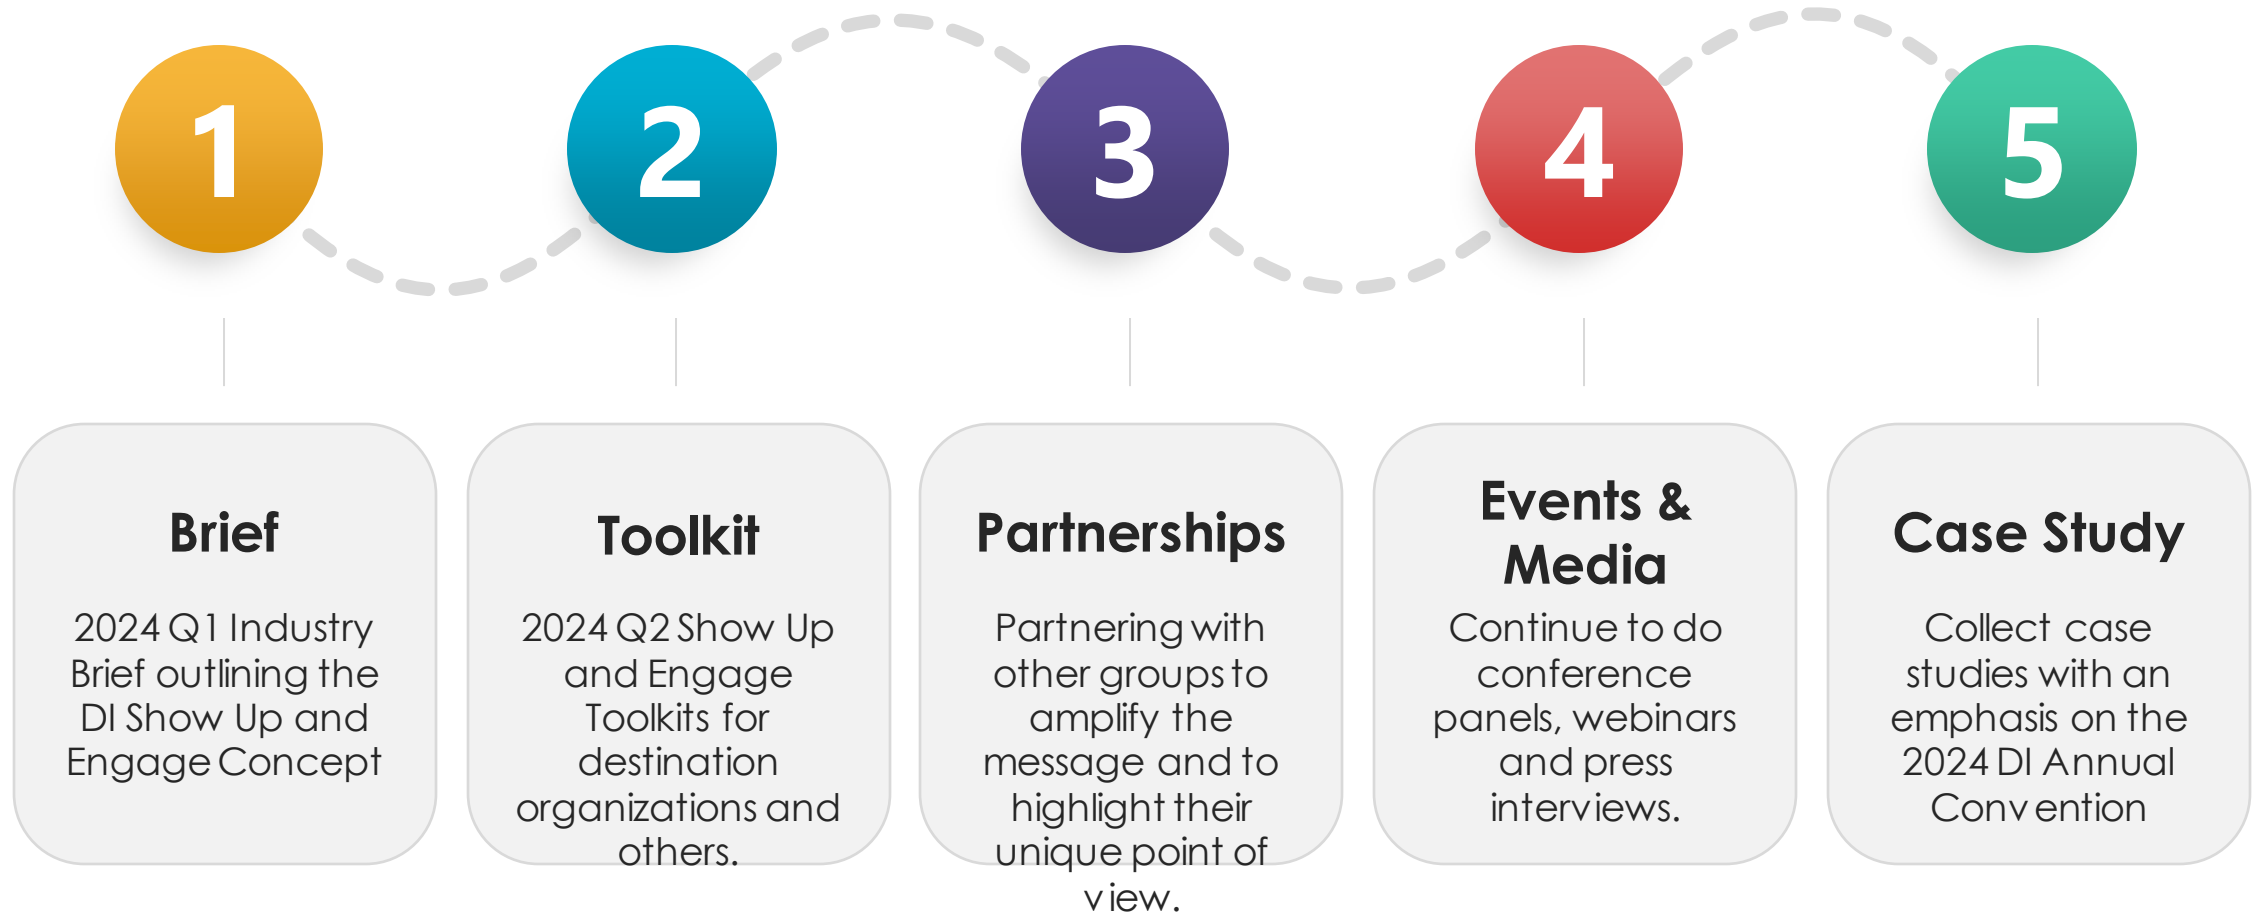 1
2
3
4
5
Brief
2024 Q1 Industry
Brief outlining the
DI Show Up and
Engage Concept
Toolkit
2024 Q2 Show Up
and Engage
Toolkits for
destination
organizations and
others.
Partnerships
Partnering with
other groups to
amplify the
message and to
highlight their
unique point of
view.
Events &
Media
Continue to do
conference
panels, webinars
and press
interviews.
Case Study
Collect case
studies with an
emphasis on the
2024 DI Annual
Convention